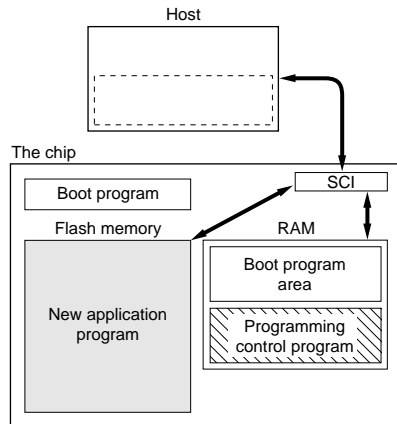 Host
The chip
SCI
Boot program
Flash memory
RAM
Boot program
area
New application
program
Programming
control program